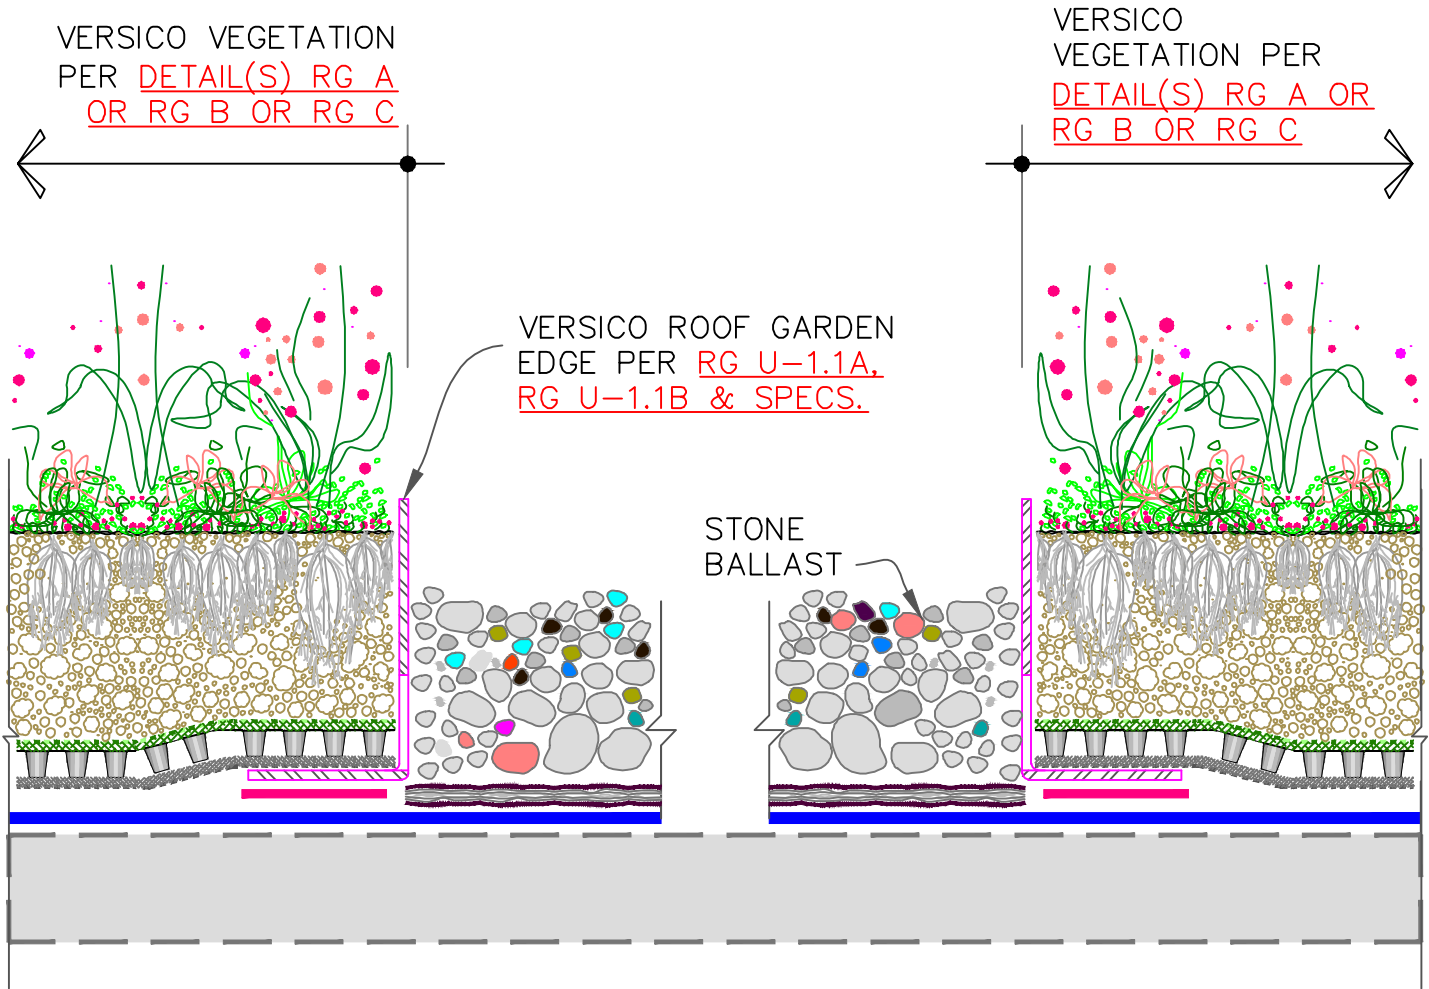 VERSICO VEGETATION
PER DETAIL(S) RG A
OR RG B OR RG C
VERSICO
VEGETATION PER
DETAIL(S) RG A OR
RG B OR RG C
VERSICO ROOF GARDEN
EDGE PER RG U-1.1A,
RG U-1.1B & SPECS.
STONE
BALLAST